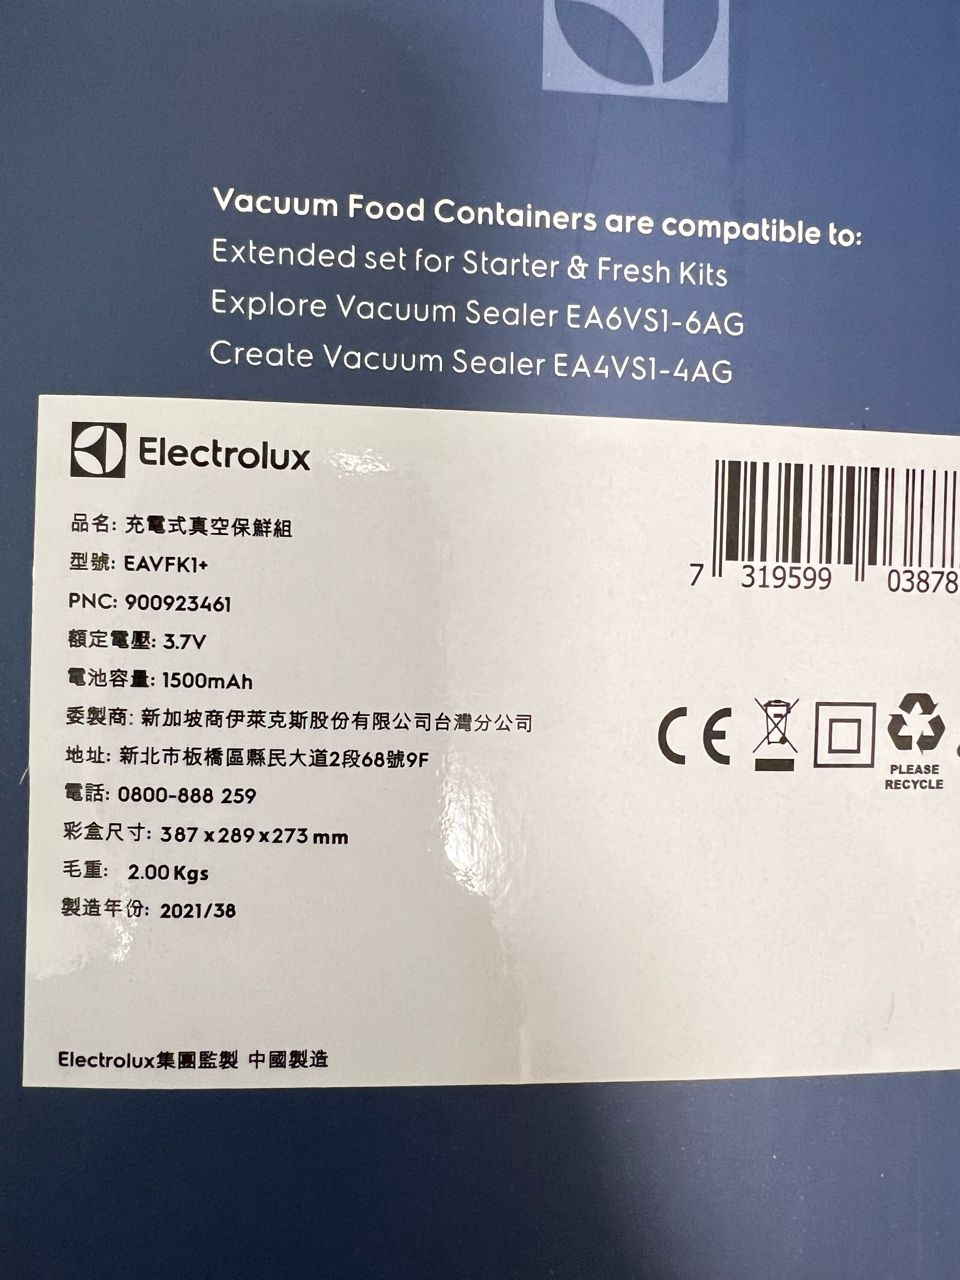 Vacuum Food Containers are compatible to:
Extended set for Starter & Fresh Kits
Explore Vacuum Sealer EA6VS1-6AG
Create Vacuum Sealer EA4VS1-4AG
Electrolux
品名: 充電式真空保鮮組
型號: EAVFK1+
PNC: 900923461
額定電壓: 3.7V
電池容量: 1500mAh
委製商: 新加坡商伊萊克斯股份有限公司台灣分公司
地址: 新北市板橋區縣民大道2段68號9F
電話: 0800-888 259
彩盒尺寸: 387 x 289 x 273 mm
毛重: 2.00 Kgs
製造年份: 2021/38
Electrolux集團監製 中國製造
7 319599 03878
CE
PLEASE
RECYCLE